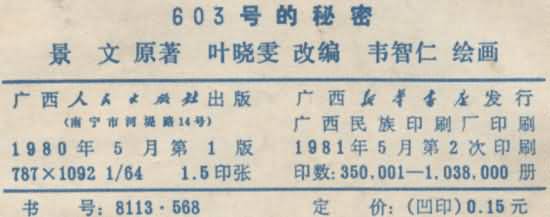 603号的秘密
景 文 原著 叶晓雯 改编 韦智仁 绘画
广西人民出版社出版
(南宁市河堤路14号)
1980年5月第1版
787×1092 1/64 1.5印张
书 号：8113·568
广西新华书店发行
广西民族印刷厂印刷
1981年5月第2次印刷
印数：350,001—1,038,000 册
定 价：(凹印)0.15元